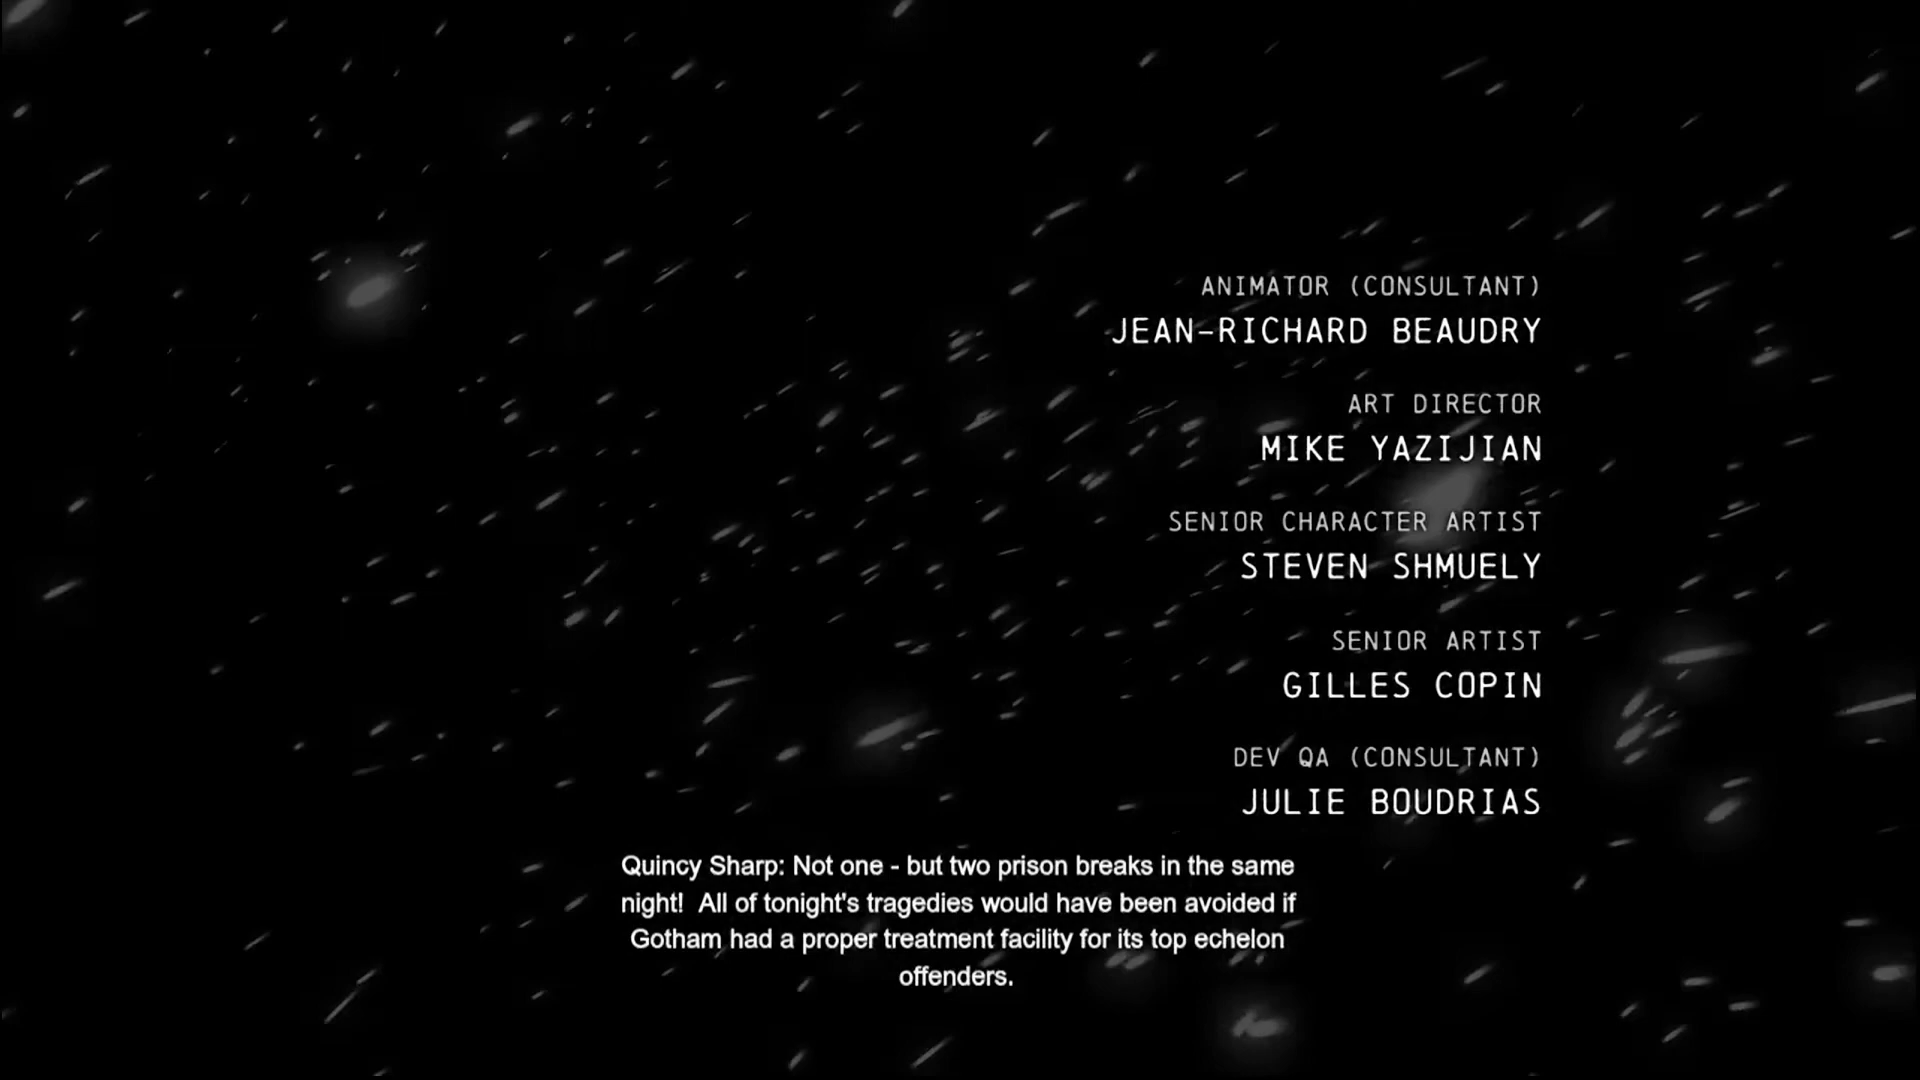 ANIMATOR (CONSULTANT)
JEAN-RICHARD BEAUDRY
ART DIRECTOR
MIKE YAZIJIAN
SENIOR CHARACTER ARTIST
STEVEN SHMUELY
SENIOR ARTIST
GILLES COPIN
DEV QA (CONSULTANT)
JULIE BOUDRIAS
Quincy Sharp: Not one - but two prison breaks in the same
night!  All of tonight's tragedies would have been avoided if
Gotham had a proper treatment facility for its top echelon
offenders.